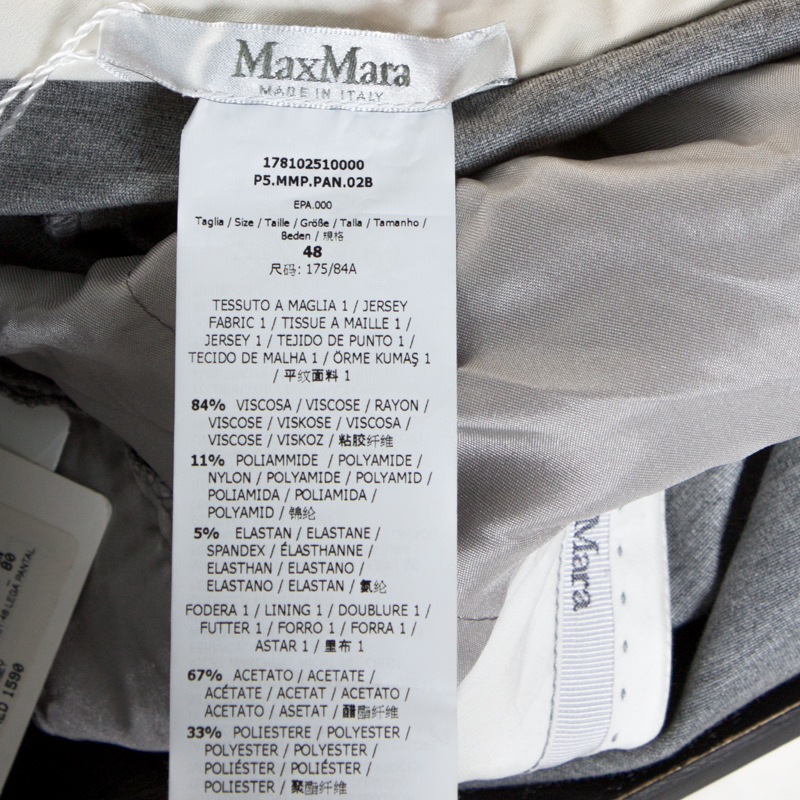 MaxMara
MADE IN ITALY
178102510000
P5.MMP.PAN.02B
EPA.000
Taglia / Size / Taille / Größe / Talla / Tamanho /
Beden / 規格
48
尺码: 175/84A
TESSUTO A MAGLIA 1 / JERSEY
FABRIC 1 / TISSUE A MAILLE 1 /
JERSEY 1 / TEJIDO DE PUNTO 1 /
TECIDO DE MALHA 1 / ÖRME KUMAŞ 1
/ 平纹面料 1
84% VISCOSA / VISCOSE / RAYON /
VISCOSE / VISKOSE / VISCOSA /
VISCOSE / VISKOZ / 粘胶纤维
11% POLIAMMIDE / POLYAMIDE /
NYLON / POLYAMIDE / POLYAMID /
POLIAMIDA / POLIAMIDA /
POLYAMID / 锦纶
5% ELASTAN / ELASTANE /
SPANDEX / ÉLASTHANNE /
ELASTHAN / ELASTANO /
ELASTANO / ELASTAN / 氨纶
FODERA 1 / LINING 1 / DOUBLURE 1 /
FUTTER 1 / FORRO 1 / FORRA 1 /
ASTAR 1 / 里布 1
67% ACETATO / ACETATE /
ACÉTATE / ACETAT / ACETATO /
ACETATO / ASETAT / 醋酯纤维
33% POLIESTERE / POLYESTER /
POLYESTER / POLYESTER /
POLIÉSTER / POLIÉSTER /
POLYESTER / 聚酯纤维
Mara
80
48 LEGA PANTAL
1590